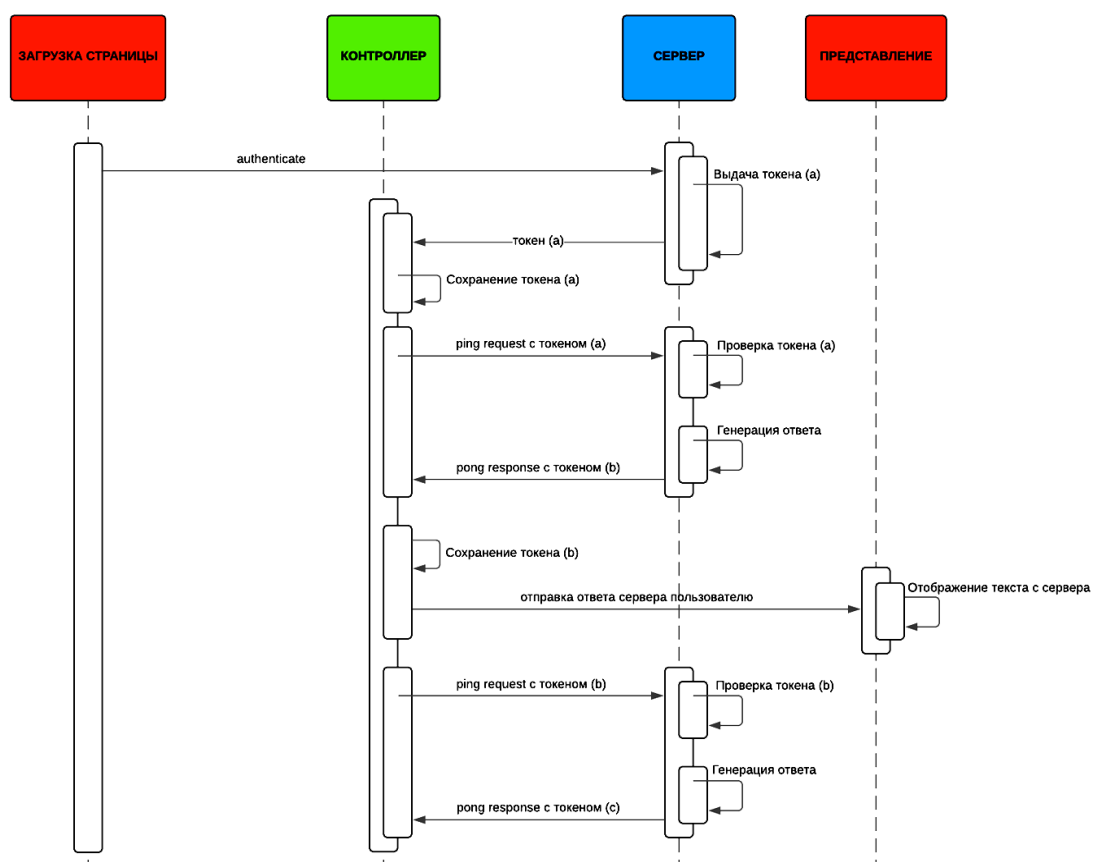 ЗАГРУЗКА СТРАНИЦЫ
КОНТРОЛЛЕР
СЕРВЕР
ПРЕДСТАВЛЕНИЕ
authenticate
Выдача токена (a)
токен (a)
Сохранение токена (a)
ping request с токеном (a)
Проверка токена (a)
Генерация ответа
pong response с токеном (b)
Сохранение токена (b)
Отображение текста с сервера
отправка ответа сервера пользователю
ping request с токеном (b)
Проверка токена (b)
Генерация ответа
pong response с токеном (c)